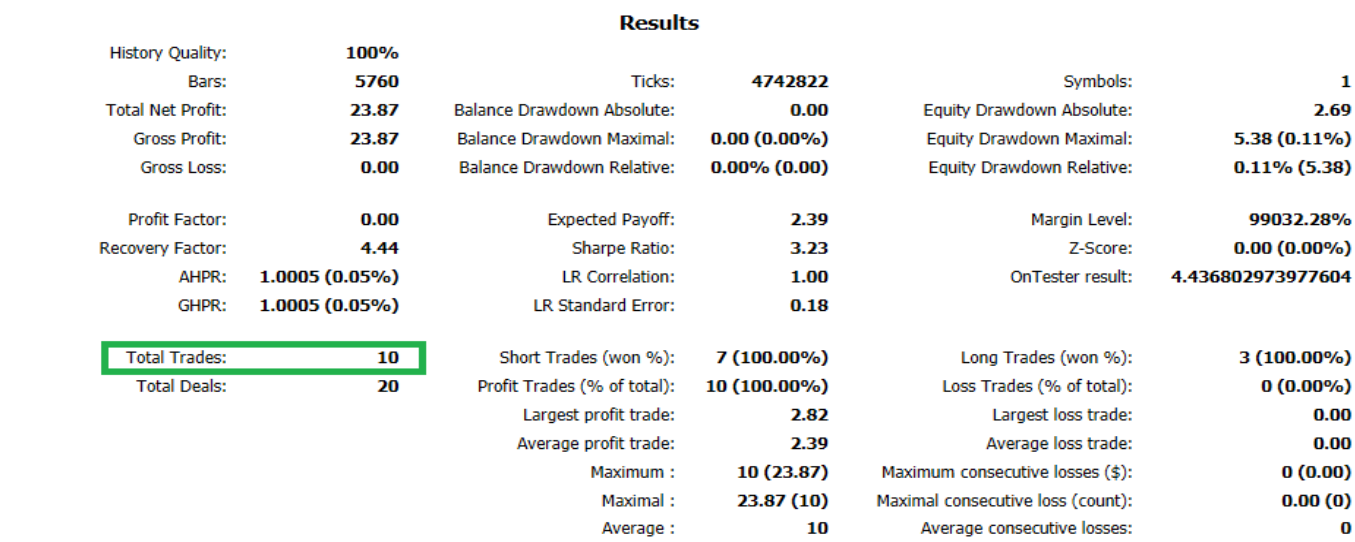 Results
History Quality: 100%
Bars: 5760 Ticks: 4742822 Symbols: 1
Total Net Profit: 23.87 Balance Drawdown Absolute: 0.00 Equity Drawdown Absolute: 2.69
Gross Profit: 23.87 Balance Drawdown Maximal: 0.00 (0.00%) Equity Drawdown Maximal: 5.38 (0.11%)
Gross Loss: 0.00 Balance Drawdown Relative: 0.00% (0.00) Equity Drawdown Relative: 0.11% (5.38)
Profit Factor: 0.00 Expected Payoff: 2.39 Margin Level: 99032.28%
Recovery Factor: 4.44 Sharpe Ratio: 3.23 Z-Score: 0.00 (0.00%)
AHPR: 1.0005 (0.05%) LR Correlation: 1.00 OnTester result: 4.436802973977604
GHPR: 1.0005 (0.05%) LR Standard Error: 0.18
Total Trades: 10 Short Trades (won %): 7 (100.00%) Long Trades (won %): 3 (100.00%)
Total Deals: 20 Profit Trades (% of total): 10 (100.00%) Loss Trades (% of total): 0 (0.00%)
Largest profit trade: 2.82 Largest loss trade: 0.00
Average profit trade: 2.39 Average loss trade: 0.00
Maximum : 10 (23.87) Maximum consecutive losses ($): 0 (0.00)
Maximal : 23.87 (10) Maximal consecutive loss (count): 0.00 (0)
Average : 10 Average consecutive losses: 0